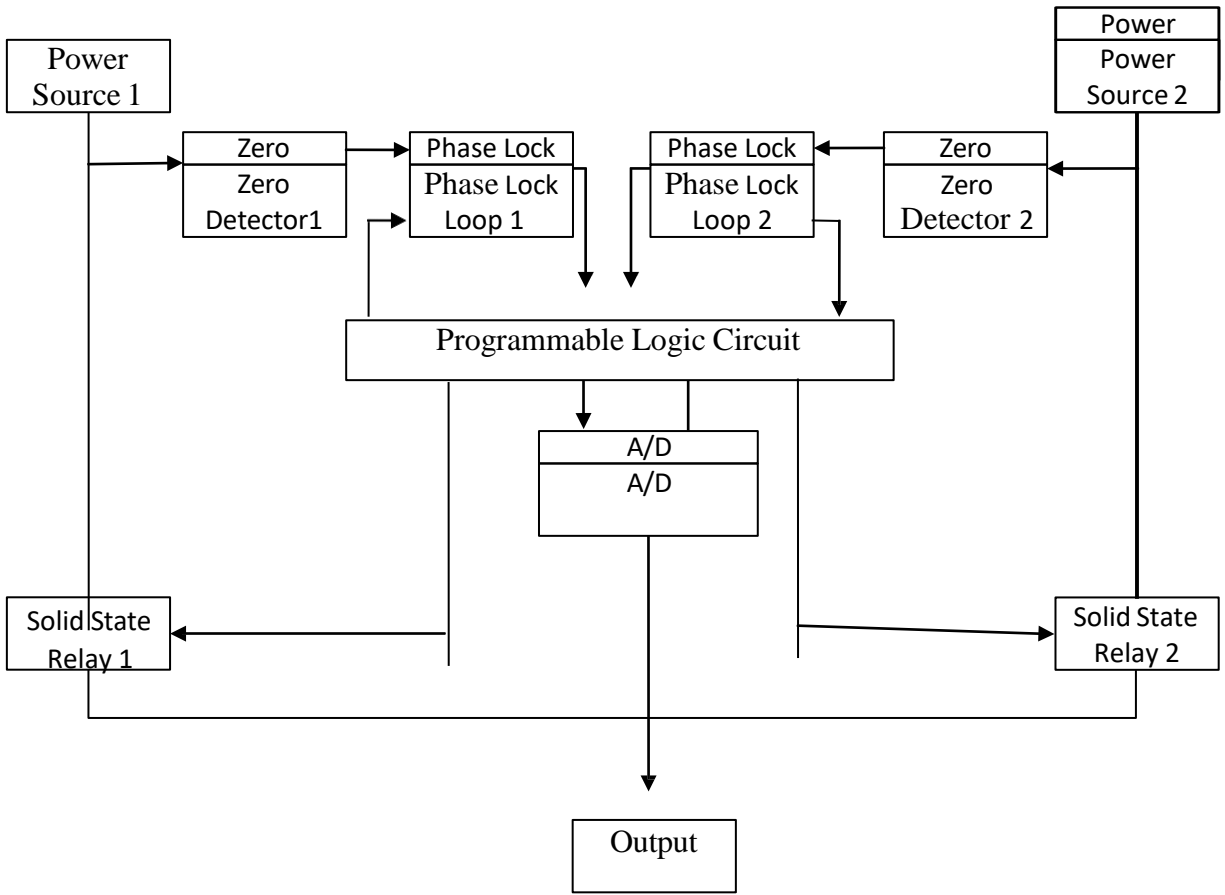 Power
Source 1
Power
Power
Source 2
Zero
Zero
Detector1
Phase Lock
Phase Lock
Loop 1
Phase Lock
Phase Lock
Loop 2
Zero
Zero
Detector 2
Programmable Logic Circuit
A/D
A/D
Solid State
Relay 1
Solid State
Relay 2
Output